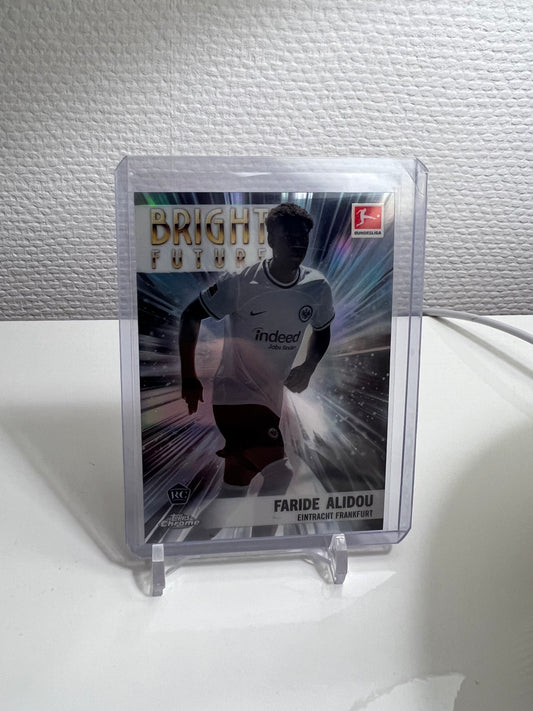 BRIGHT
FUTURE
BUNDESLIGA
indeed
RC
Topps
Chrome
FARIDE ALIDOU
EINTRACHT FRANKFURT